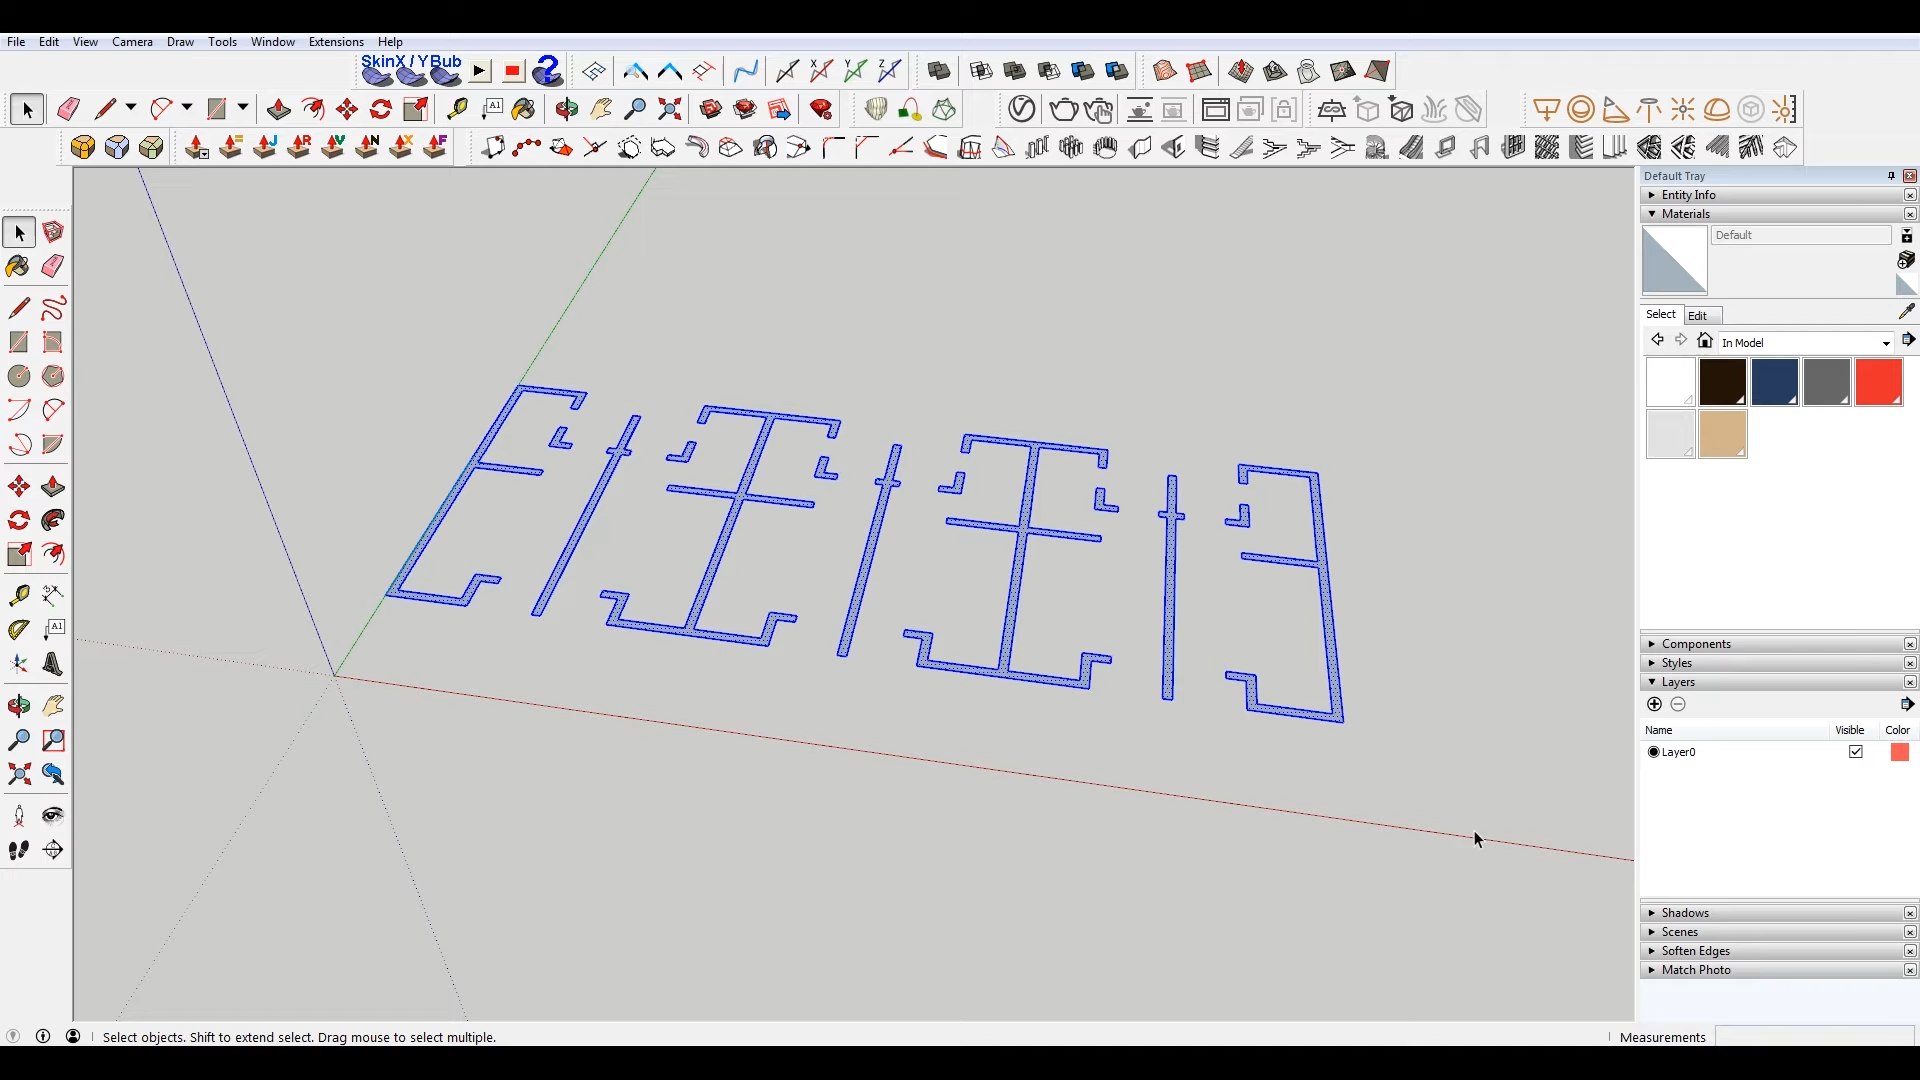 File Edit View Camera Draw Tools Window Extensions Help
SkinX / YBub
?
X Y Z
A1
J R V N X F
Default Tray
Entity Info
Materials
Default
Select Edit
In Model
A1
Components
Styles
Layers
Name Visible Color
Layer0
Shadows
Scenes
Soften Edges
Match Photo
Select objects. Shift to extend select. Drag mouse to select multiple. Measurements